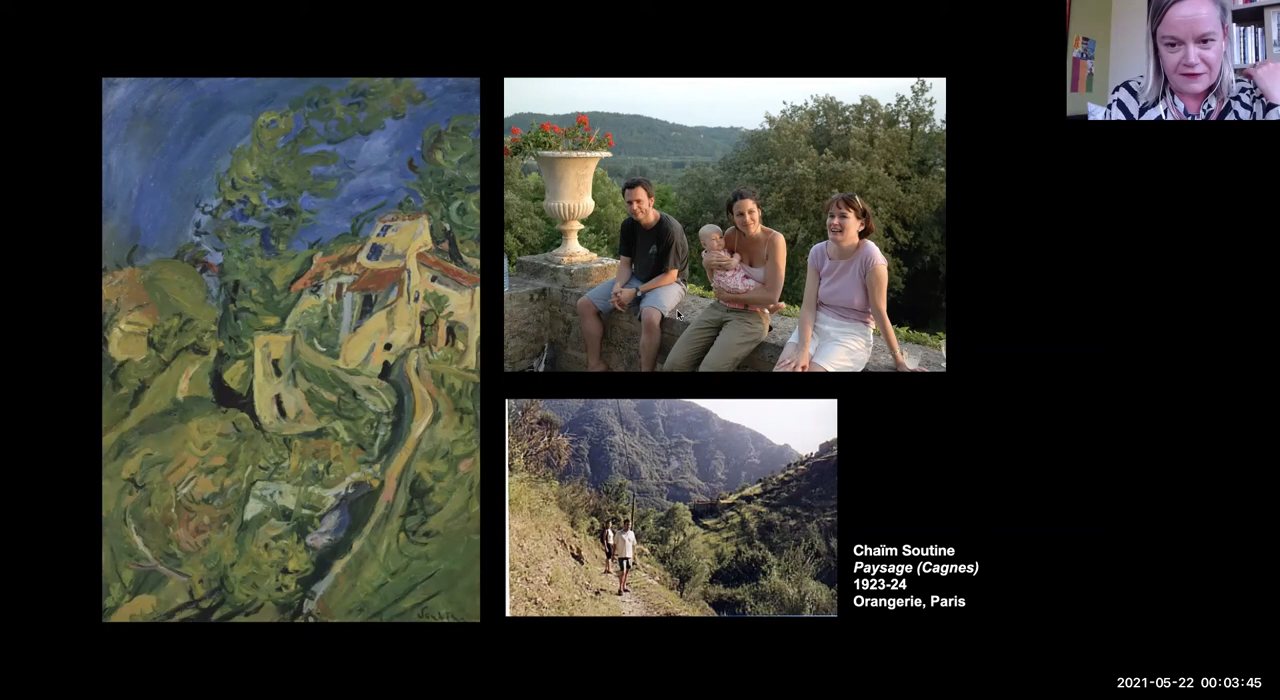 Chaïm Soutine
Paysage (Cagnes)
1923-24
Orangerie, Paris
2021-05-22 00:03:45